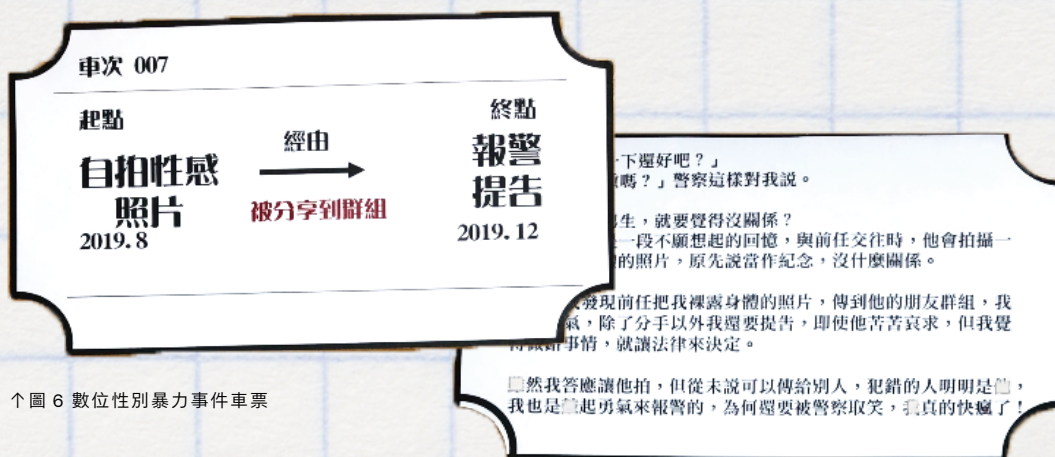 車次 007
起點
自拍性感
照片
2019.8
經由
被分享到群組
終點
報警
提告
2019.12
下還好吧？」
嗎？」警察這樣對我說。
生，就要覺得沒關係？
一段不願想起的回憶，與前任交往時，他會拍攝一
的照片，原先說當作紀念，沒什麼關係。
發現前任把我裸露身體的照片，傳到他的朋友群組，我
氣，除了分手以外我還要提告，即使他苦苦哀求，但我覺
事情，就讓法律來決定。
然我答應讓他拍，但從未說可以傳給別人，犯錯的人明明是，
我也是起勇氣來報警的，為何還要被警察取笑，真的快瘋了！
↑圖 6 數位性別暴力事件車票